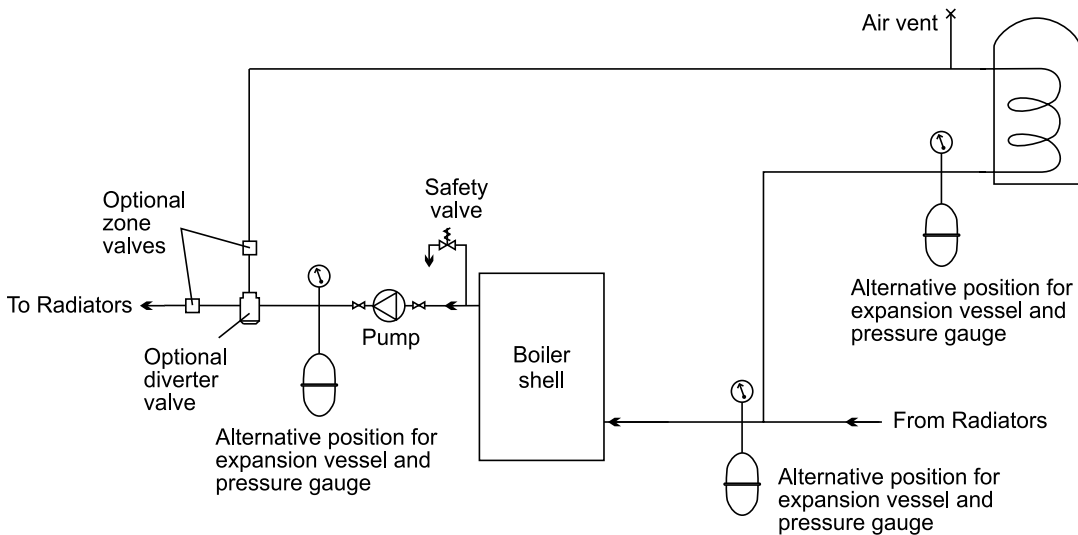 Air vent
Optional
zone
valves
Safety
valve
To Radiators
Optional
diverter
valve
Pump
Boiler
shell
Alternative position for
expansion vessel and
pressure gauge
Alternative position for
expansion vessel and
pressure gauge
From Radiators
Alternative position for
expansion vessel and
pressure gauge